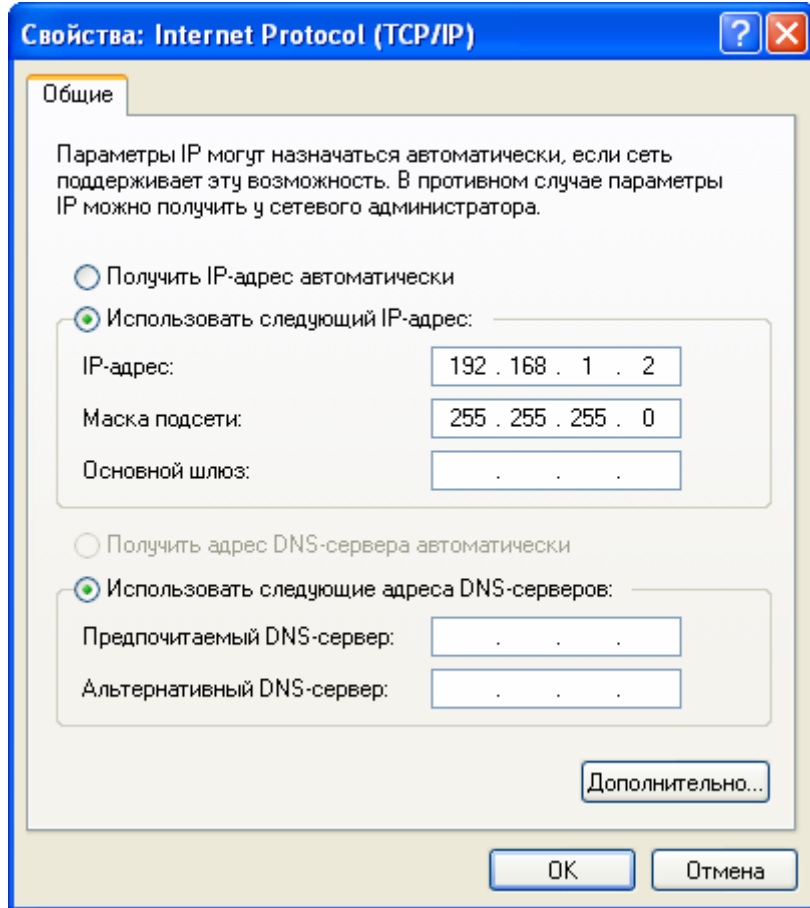 Свойства: Internet Protocol (TCP/IP)
?
Общие
Параметры IP могут назначаться автоматически, если сеть
поддерживает эту возможность. В противном случае параметры
IP можно получить у сетевого администратора.
Получить IP-адрес автоматически
Использовать следующий IP-адрес:
IP-адрес: 192 . 168 . 1 . 2
Маска подсети: 255 . 255 . 255 . 0
Основной шлюз: . . .
Получить адрес DNS-сервера автоматически
Использовать следующие адреса DNS-серверов:
Предпочитаемый DNS-сервер: . . .
Альтернативный DNS-сервер: . . .
Дополнительно...
OK Отмена